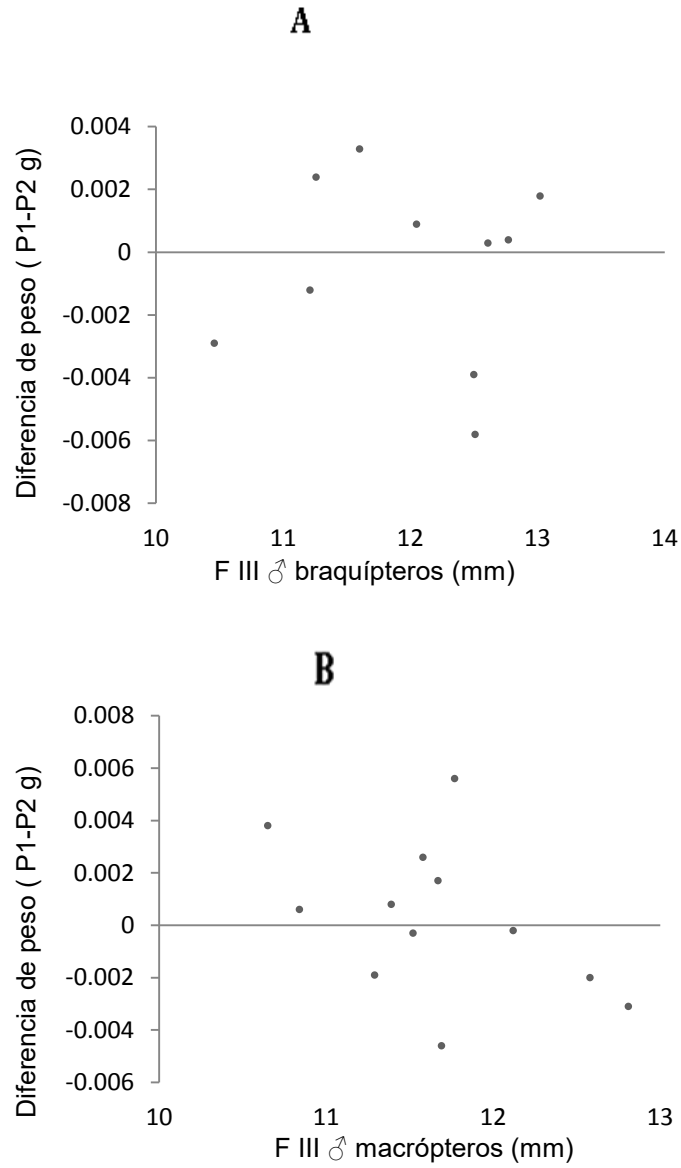 A
0.004
0.002
0
-0.002
-0.004
-0.006
-0.008
Diferencia de peso ( P1-P2 g)
10 11 12 13 14
F III ♂ braquípteros (mm)
B
0.008
0.006
0.004
0.002
0
-0.002
-0.004
-0.006
Diferencia de peso ( P1-P2 g)
10 11 12 13
F III ♂ macrópteros (mm)